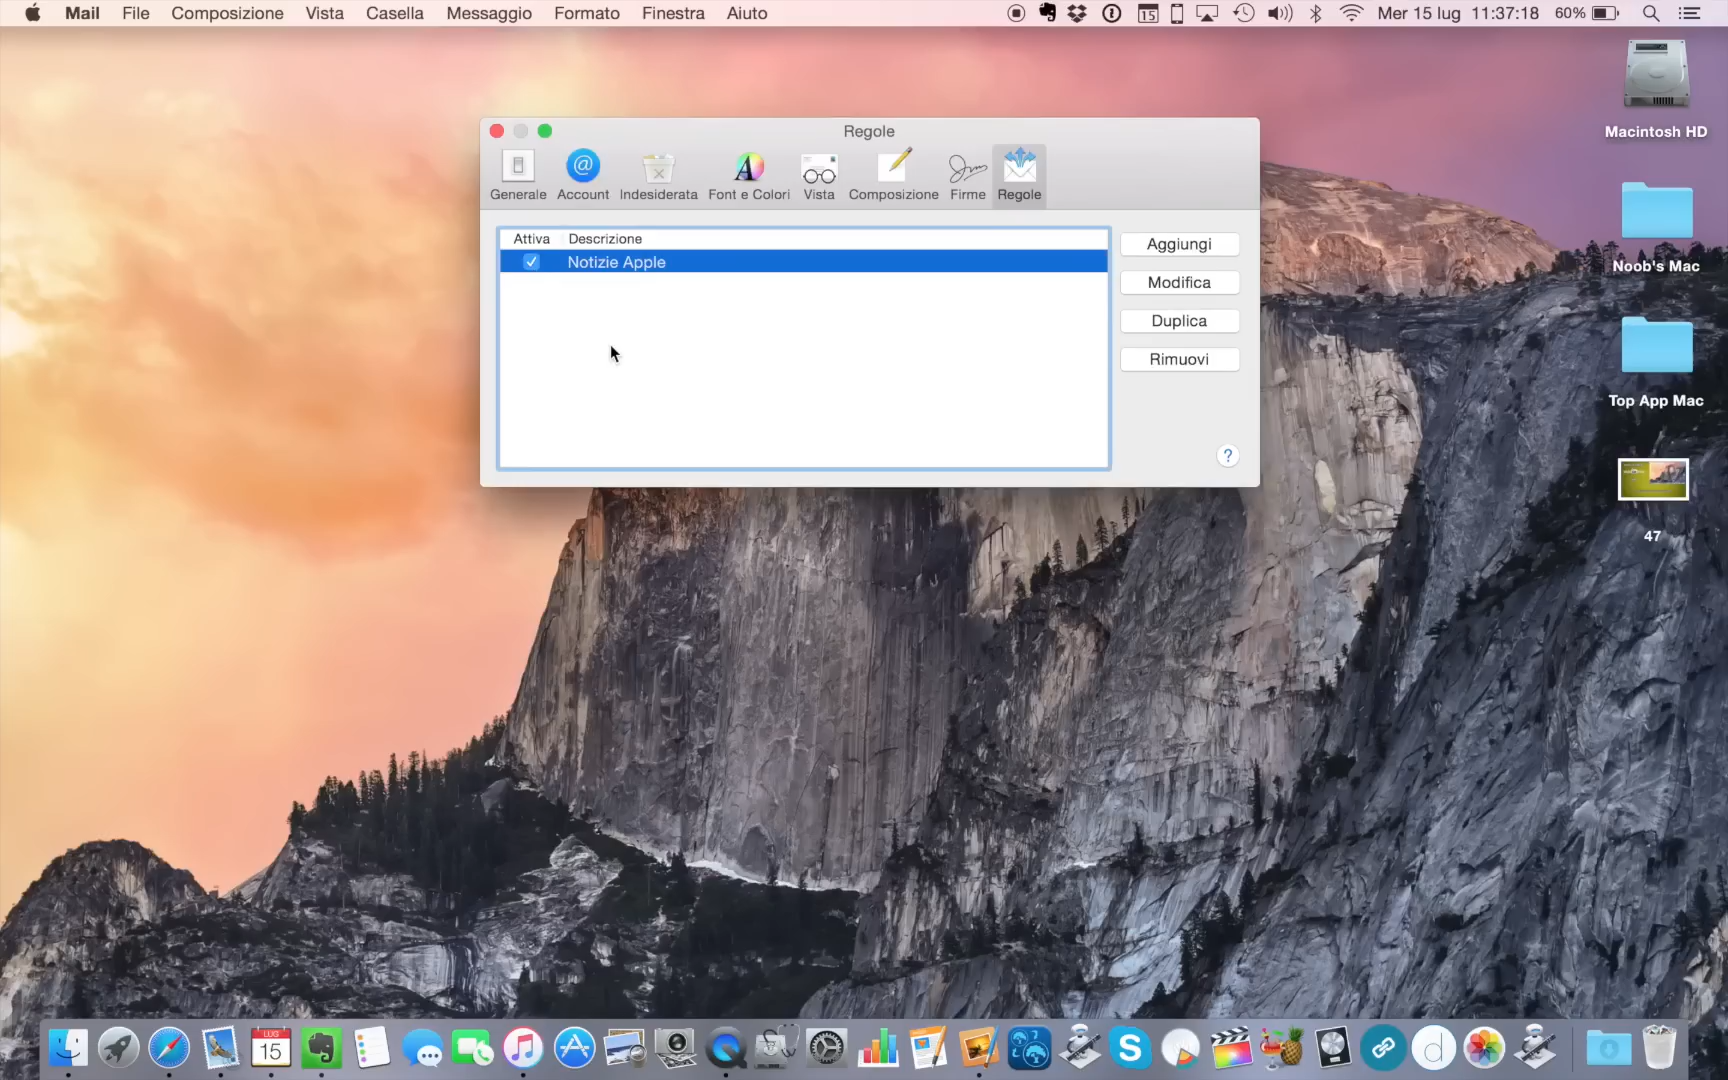 Mail File Composizione Vista Casella Messaggio Formato Finestra Aiuto 15 Mer 15 lug 11:37:18 60%
Macintosh HD
Noob's Mac
Top App Mac
47
Regole
Generale Account Indesiderata Font e Colori Vista Composizione Firme Regole
Attiva Descrizione
Notizie Apple
Aggiungi
Modifica
Duplica
Rimuovi
?
LUG
15